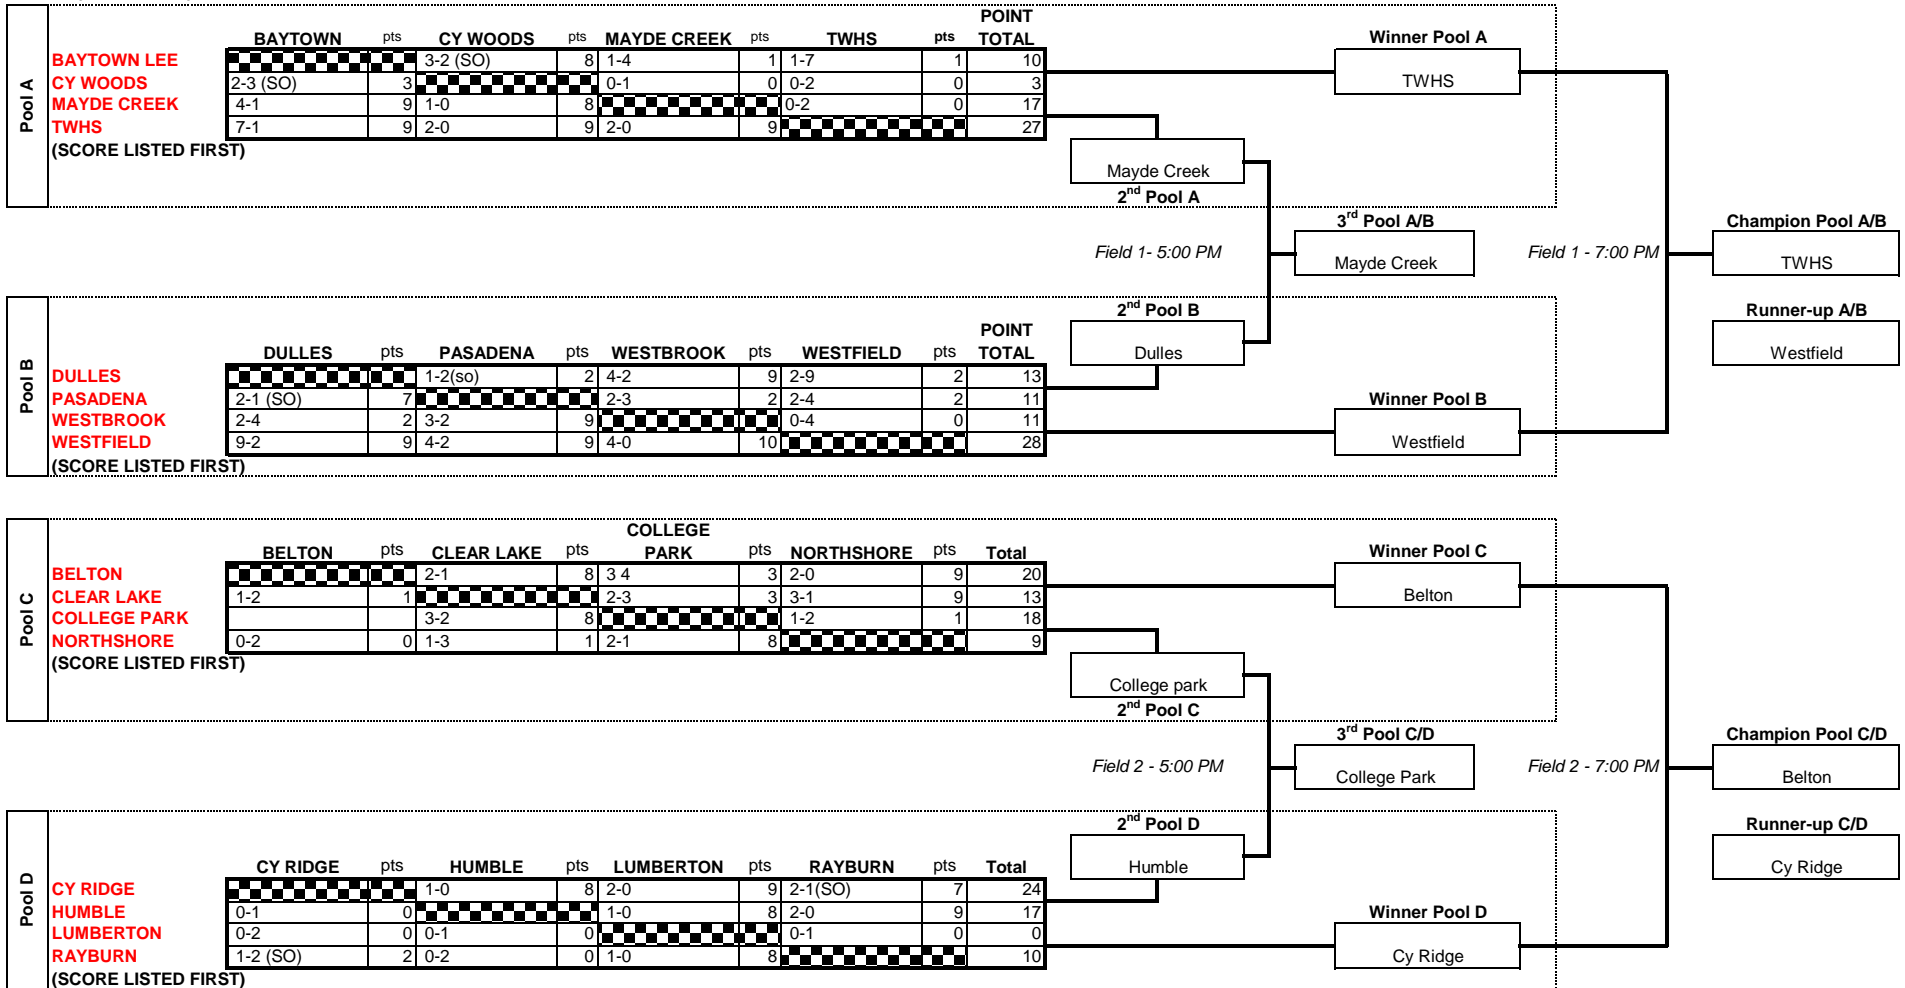 POINT
BAYTOWN pts CY WOODS pts MAYDE CREEK pts TWHS pts TOTAL Winner Pool A
Pool A
BAYTOWN LEE 3-2 (SO) 8 1-4 1 1-7 1 10
CY WOODS 2-3 (SO) 3 0-1 0 0-2 0 3 TWHS
MAYDE CREEK 4-1 9 1-0 8 0-2 0 17
TWHS 7-1 9 2-0 9 2-0 9 27
(SCORE LISTED FIRST)
Mayde Creek
2nd Pool A
3rd Pool A/B Champion Pool A/B
Field 1- 5:00 PM Mayde Creek Field 1 - 7:00 PM TWHS
2nd Pool B Runner-up A/B
POINT
DULLES pts PASADENA pts WESTBROOK pts WESTFIELD pts TOTAL Dulles Westfield
Pool B
DULLES 1-2(so) 2 4-2 9 2-9 2 13
PASADENA 2-1 (SO) 7 2-3 2 2-4 2 11 Winner Pool B
WESTBROOK 2-4 2 3-2 9 0-4 0 11
WESTFIELD 9-2 9 4-2 9 4-0 10 28 Westfield
(SCORE LISTED FIRST)
COLLEGE
BELTON pts CLEAR LAKE pts PARK pts NORTHSHORE pts Total Winner Pool C
Pool C
BELTON 2-1 8 3 4 3 2-0 9 20
CLEAR LAKE 1-2 1 2-3 3 3-1 9 13 Belton
COLLEGE PARK 3-2 8 1-2 1 18
NORTHSHORE 0-2 0 1-3 1 2-1 8 9
(SCORE LISTED FIRST)
College park
2nd Pool C
3rd Pool C/D Champion Pool C/D
Field 2 - 5:00 PM College Park Field 2 - 7:00 PM Belton
2nd Pool D Runner-up C/D
CY RIDGE pts HUMBLE pts LUMBERTON pts RAYBURN pts Total Humble Cy Ridge
Pool D
CY RIDGE 1-0 8 2-0 9 2-1(SO) 7 24
HUMBLE 0-1 0 1-0 8 2-0 9 17 Winner Pool D
LUMBERTON 0-2 0 0-1 0 0-1 0 0
RAYBURN 1-2 (SO) 2 0-2 0 1-0 8 10 Cy Ridge
(SCORE LISTED FIRST)